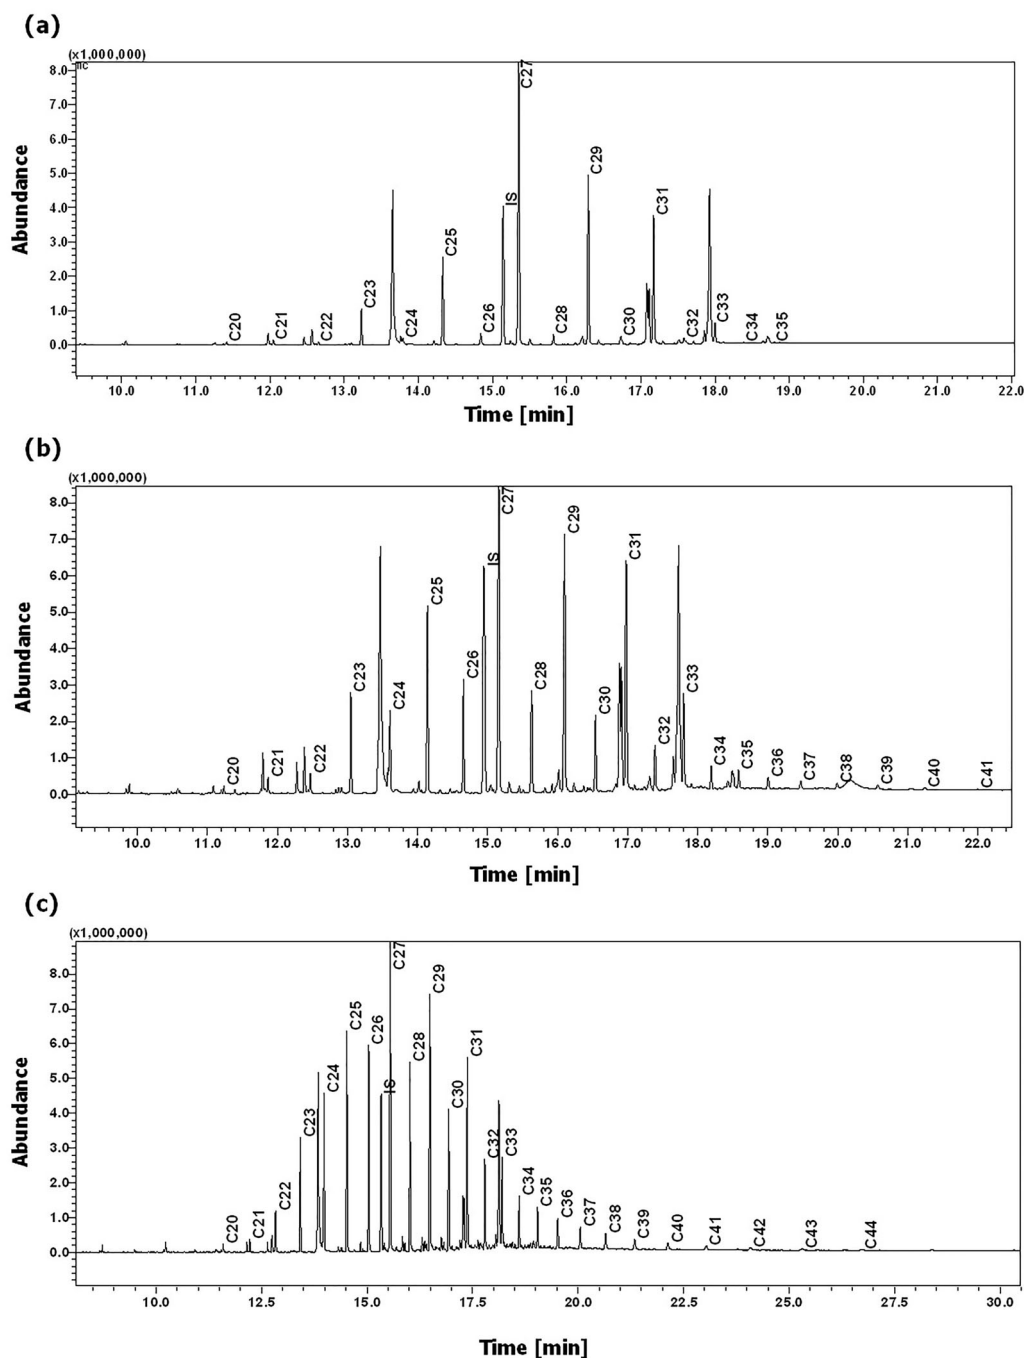 (a)
(x1,000,000)
TIC
8.0
7.0
6.0
5.0
4.0
3.0
2.0
1.0
0.0
Abundance
C20
C21
C22
C23
C24
C25
C26
IS
C27
C28
C29
C30
C31
C32
C33
C34
C35
10.0 11.0 12.0 13.0 14.0 15.0 16.0 17.0 18.0 19.0 20.0 21.0 22.0
Time [min]
(b)
(x1,000,000)
8.0
7.0
6.0
5.0
4.0
3.0
2.0
1.0
0.0
Abundance
C20
C21
C22
C23
C24
C25
C26
IS
C27
C28
C29
C30
C31
C32
C33
C34
C35
C36
C37
C38
C39
C40
C41
10.0 11.0 12.0 13.0 14.0 15.0 16.0 17.0 18.0 19.0 20.0 21.0 22.0
Time [min]
(c)
(x1,000,000)
8.0
7.0
6.0
5.0
4.0
3.0
2.0
1.0
0.0
Abundance
C20
C21
C22
C23
C24
C25
C26
IS
C27
C28
C29
C30
C31
C32
C33
C34
C35
C36
C37
C38
C39
C40
C41
C42
C43
C44
10.0 12.5 15.0 17.5 20.0 22.5 25.0 27.5 30.0
Time [min]